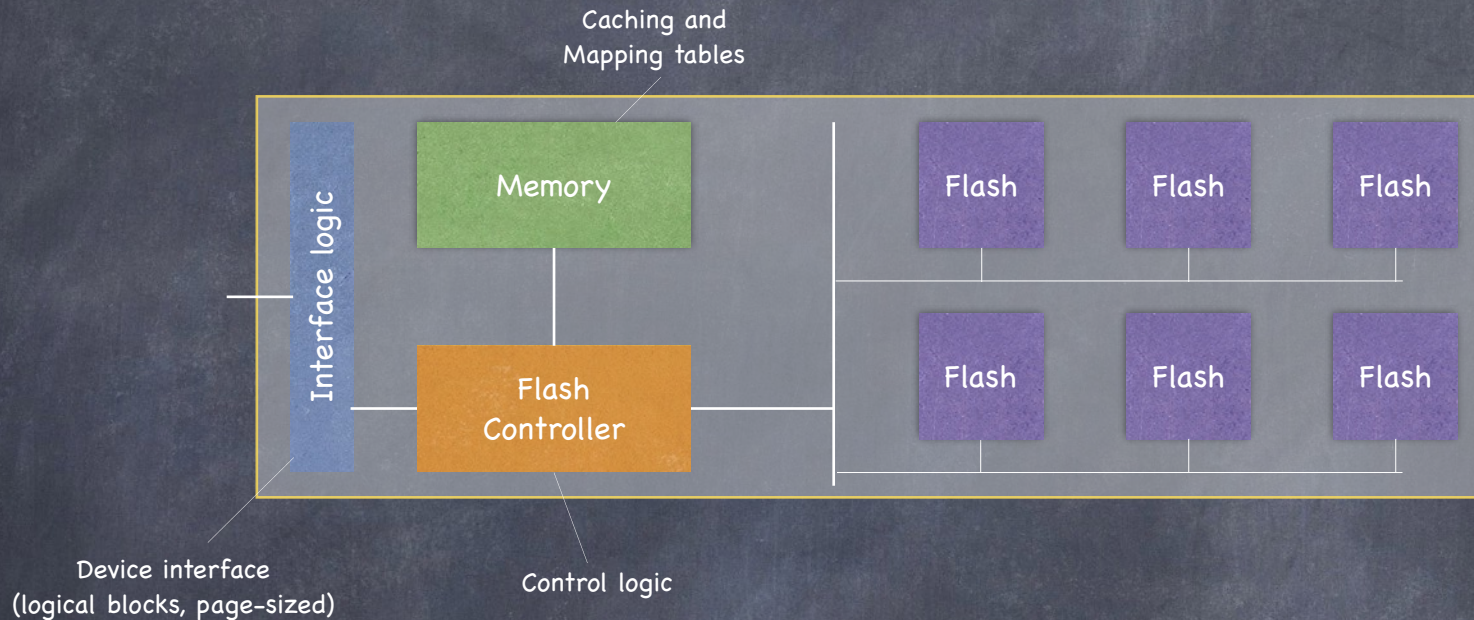 Caching and
Mapping tables
Interface logic
Memory
Flash
Flash
Flash
Flash
Controller
Flash
Flash
Flash
Device interface
(logical blocks, page-sized)
Control logic